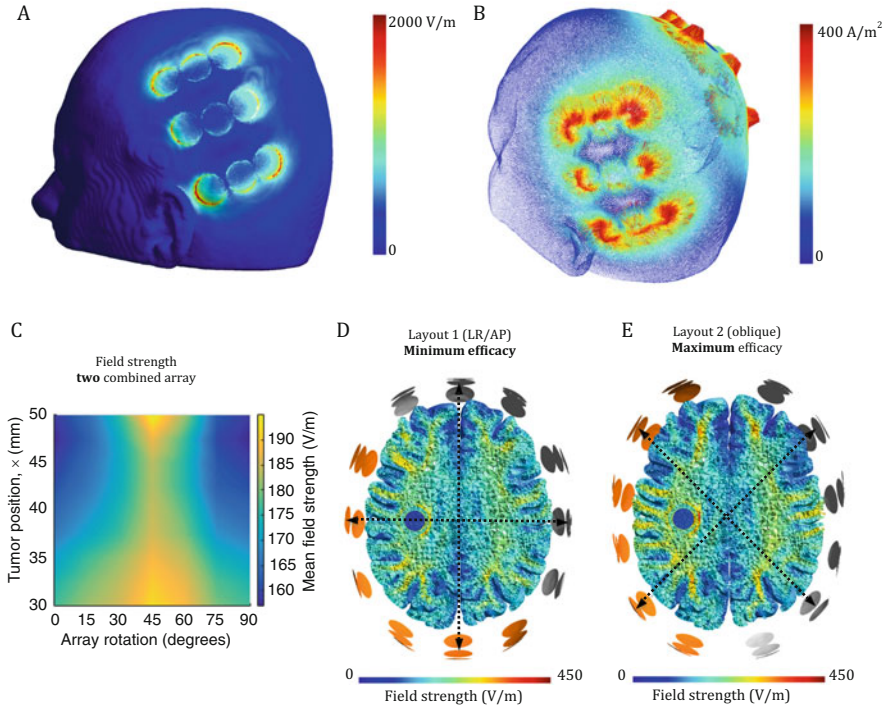 A
2000 V/m
0
B
400 A/m²
0
C
Field strength
two combined array
Tumor position, × (mm)
50
45
40
35
30
0 15 30 45 60 75 90
Array rotation (degrees)
190
185
180
175
170
165
160
Mean field strength (V/m)
D
Layout 1 (LR/AP)
Minimum efficacy
0
450
Field strength (V/m)
E
Layout 2 (oblique)
Maximum efficacy
0
450
Field strength (V/m)